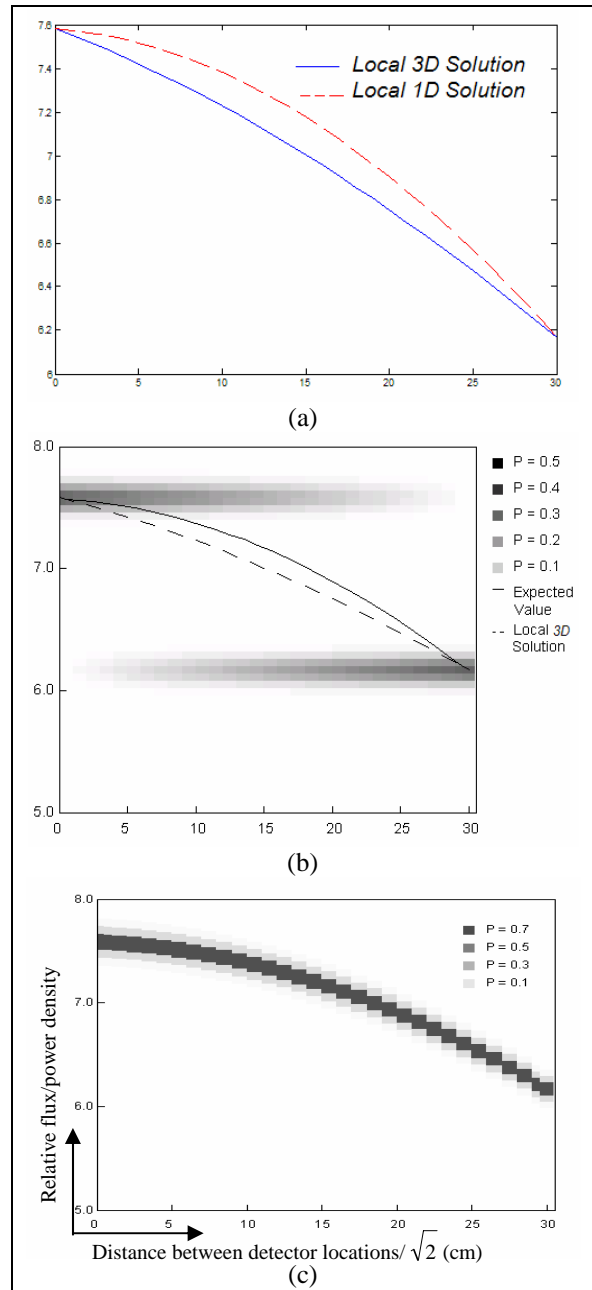 7.6
7.4
7.2
7
6.8
6.6
6.4
6.2
6
Local 3D Solution
Local 1D Solution
0 5 10 15 20 25 30
(a)
8.0
7.0
6.0
5.0
P = 0.5
P = 0.4
P = 0.3
P = 0.2
P = 0.1
Expected
Value
Local 3D
Solution
0 5 10 15 20 25 30
(b)
Relative flux/power density
8.0
7.0
6.0
5.0
P = 0.7
P = 0.5
P = 0.3
P = 0.1
0 5 10 15 20 25 30
Distance between detector locations/ √2 (cm)
(c)